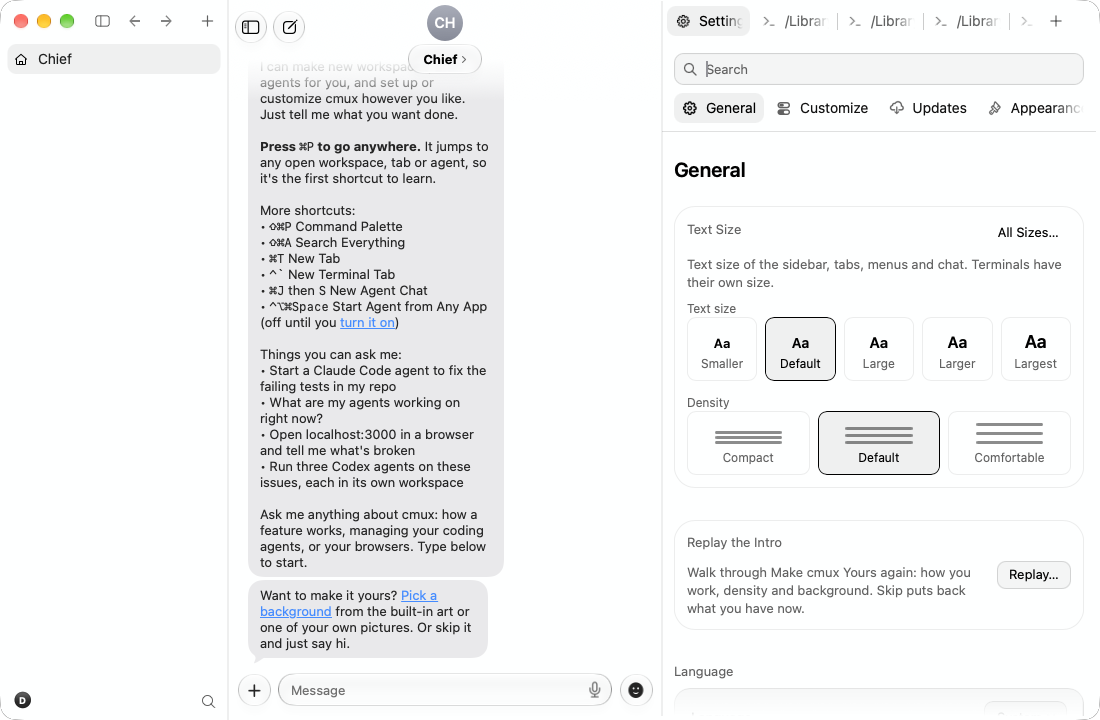 Chief
D
CH
Chief
I can make new
agents for you, and set up or
customize cmux however you like.
Just tell me what you want done.
Press ⌘P to go anywhere. It jumps to
any open workspace, tab or agent, so
it's the first shortcut to learn.
More shortcuts:
• ⇧⌘P Command Palette
• ⇧⌘A Search Everything
• ⌘T New Tab
• ^` New Terminal Tab
• ⌘J then S New Agent Chat
• ^⌥⌘Space Start Agent from Any App
(off until you turn it on)
Things you can ask me:
• Start a Claude Code agent to fix the
failing tests in my repo
• What are my agents working on
right now?
• Open localhost:3000 in a browser
and tell me what's broken
• Run three Codex agents on these
issues, each in its own workspace
Ask me anything about cmux: how a
feature works, managing your coding
agents, or your browsers. Type below
to start.
Want to make it yours? Pick a
background from the built-in art or
one of your own pictures. Or skip it
and just say hi.
Message
Setting /Librar /Librar /Librar
Search
General Customize Updates Appearanc
General
Text Size
All Sizes...
Text size of the sidebar, tabs, menus and chat. Terminals have
their own size.
Text size
Aa Aa Aa Aa Aa
Smaller Default Large Larger Largest
Density
Compact Default Comfortable
Replay the Intro
Walk through Make cmux Yours again: how you
work, density and background. Skip puts back
what you have now.
Replay...
Language